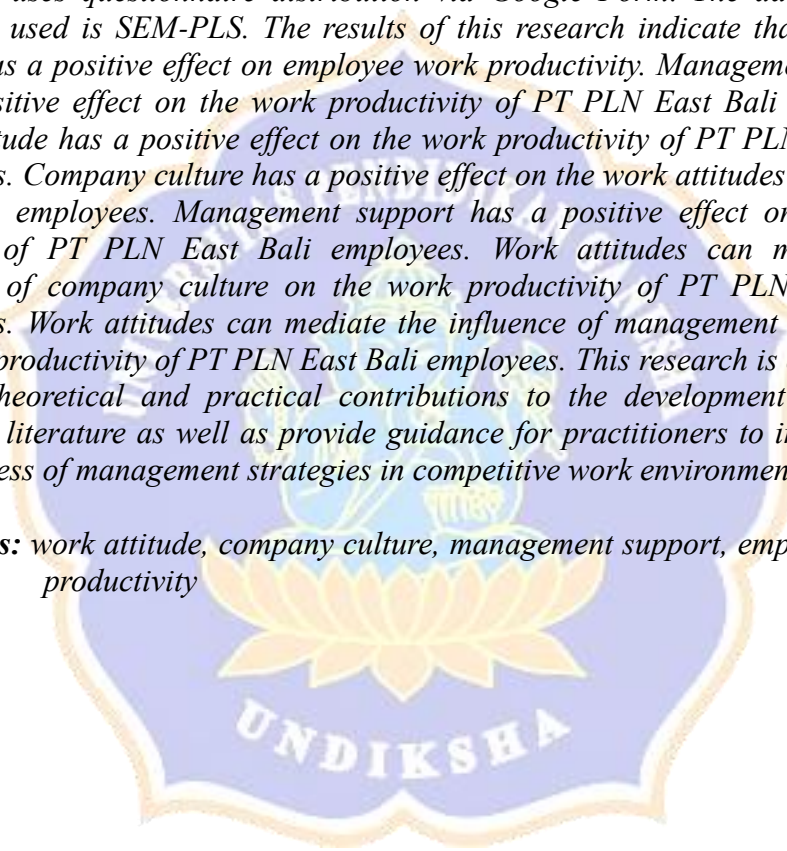 uses questionnaire distribution via Google Form. The da
used is SEM-PLS. The results of this research indicate tha
as a positive effect on employee work productivity. Manageme
sitive effect on the work productivity of PT PLN East Bali
tude has a positive effect on the work productivity of PT PLN
s. Company culture has a positive effect on the work attitudes
employees. Management support has a positive effect on
of PT PLN East Bali employees. Work attitudes can m
of company culture on the work productivity of PT PLN
s. Work attitudes can mediate the influence of management
productivity of PT PLN East Bali employees. This research is
heoretical and practical contributions to the development
literature as well as provide guidance for practitioners to i
ess of management strategies in competitive work environmen
s: work attitude, company culture, management support, emp
productivity
UNIVERSITAS PENDIDIKAN GANESHA
UNDIKSHA